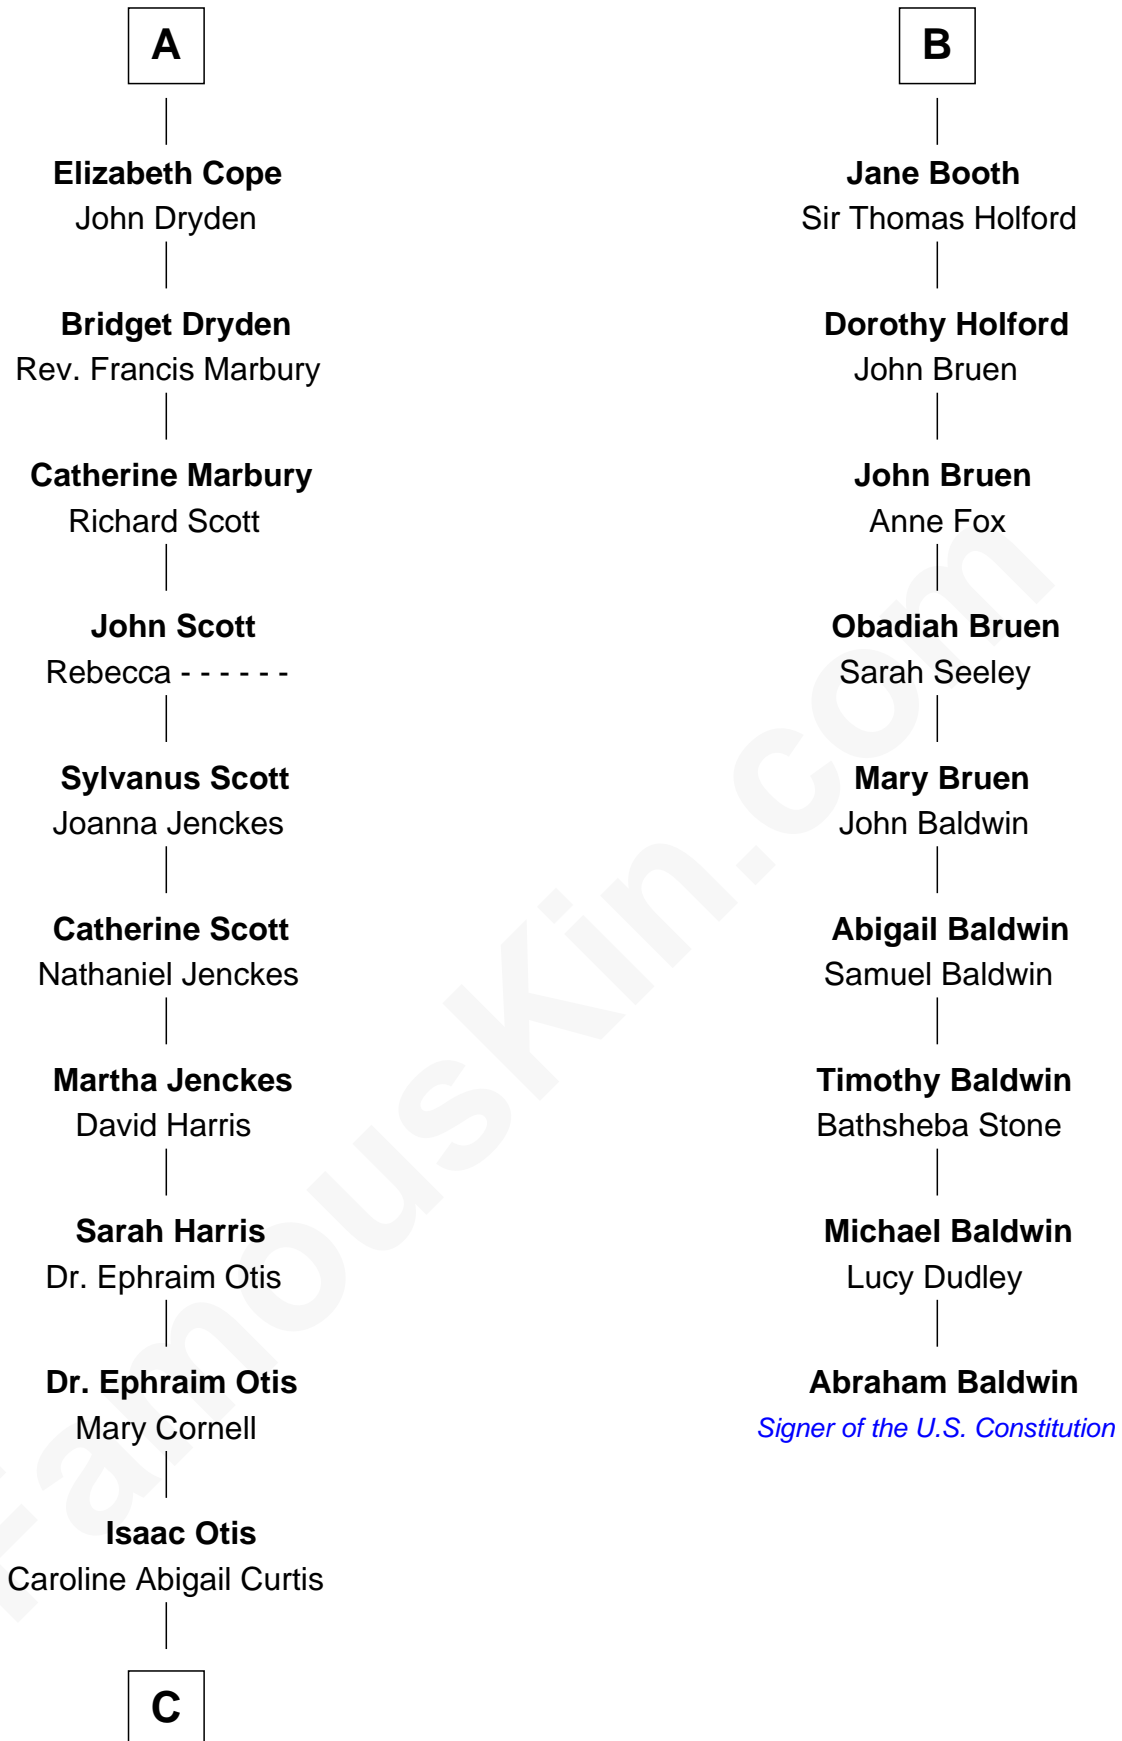 A
Elizabeth Cope
John Dryden
Bridget Dryden
Rev. Francis Marbury
Catherine Marbury
Richard Scott
John Scott
Rebecca - - - - - -
Sylvanus Scott
Joanna Jenckes
Catherine Scott
Nathaniel Jenckes
Martha Jenckes
David Harris
Sarah Harris
Dr. Ephraim Otis
Dr. Ephraim Otis
Mary Cornell
Isaac Otis
Caroline Abigail Curtis
C
B
Jane Booth
Sir Thomas Holford
Dorothy Holford
John Bruen
John Bruen
Anne Fox
Obadiah Bruen
Sarah Seeley
Mary Bruen
John Baldwin
Abigail Baldwin
Samuel Baldwin
Timothy Baldwin
Bathsheba Stone
Michael Baldwin
Lucy Dudley
Abraham Baldwin
Signer of the U.S. Constitution
FamousKin.com